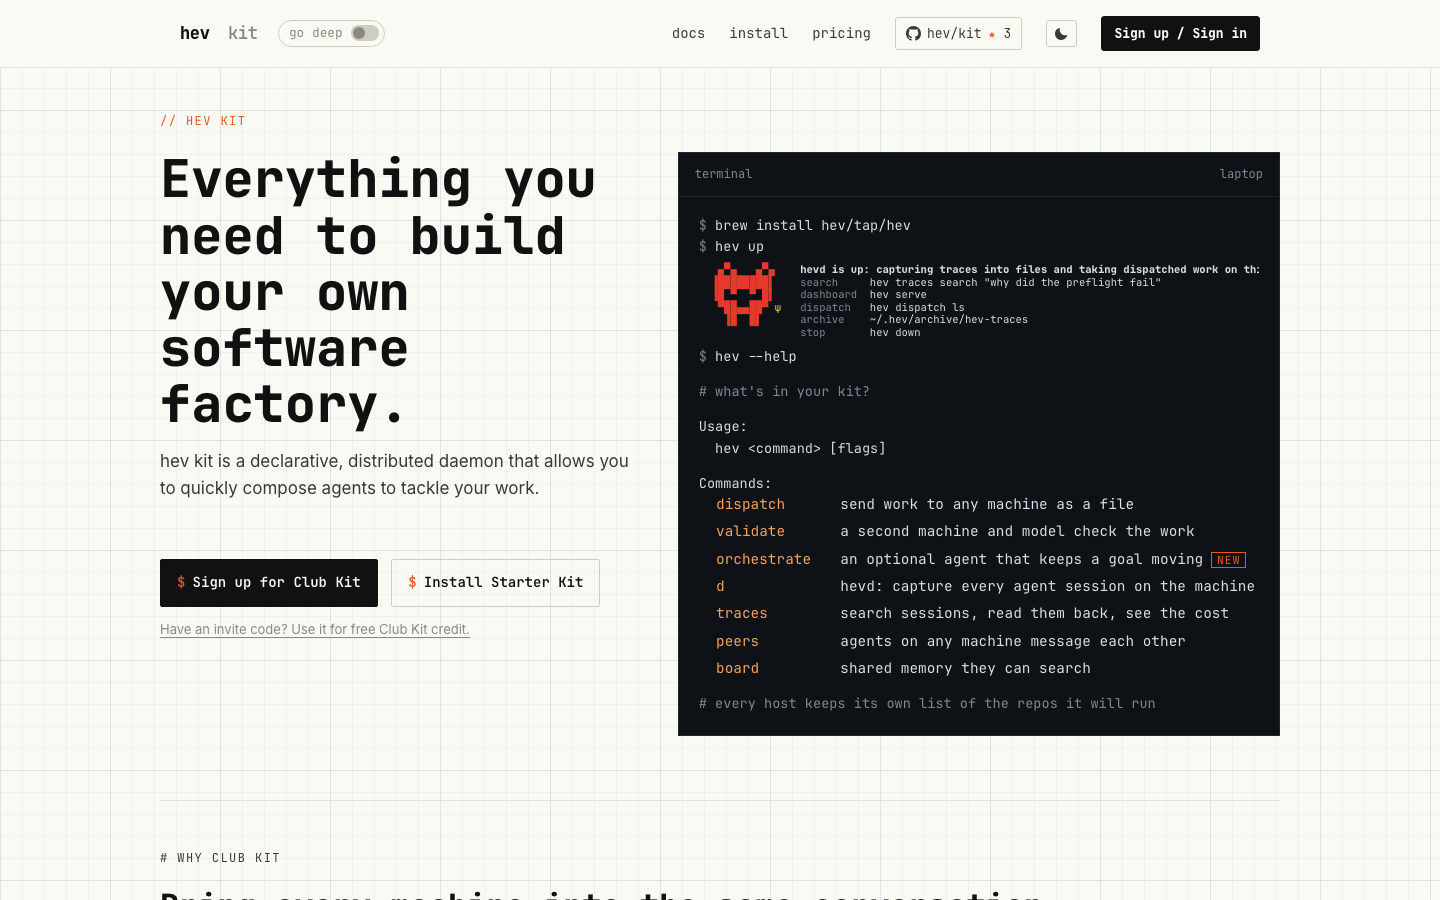 hev kit go deep docs install pricing hev/kit ★ 3 Sign up / Sign in
// HEV KIT
Everything you
need to build
your own
software
factory.
hev kit is a declarative, distributed daemon that allows you
to quickly compose agents to tackle your work.
$ Sign up for Club Kit $ Install Starter Kit
Have an invite code? Use it for free Club Kit credit.
terminal laptop
$ brew install hev/tap/hev
$ hev up
hevd is up: capturing traces into files and taking dispatched work on
search hev traces search "why did the preflight fail"
dashboard hev serve
dispatch hev dispatch ls
archive ~/.hev/archive/hev-traces
stop hev down
$ hev --help
# what's in your kit?
Usage:
hev <command> [flags]
Commands:
dispatch send work to any machine as a file
validate a second machine and model check the work
orchestrate an optional agent that keeps a goal moving NEW
d hevd: capture every agent session on the machine
traces search sessions, read them back, see the cost
peers agents on any machine message each other
board shared memory they can search
# every host keeps its own list of the repos it will run
# WHY CLUB KIT
Bring every machine into the same conversation